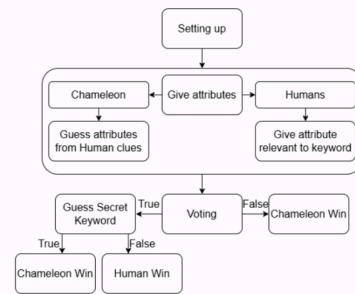 Setting up
Chameleon
Give attributes
Humans
Guess attributes
from Human clues
Give attribute
relevant to keyword
Guess Secret
Keyword
True
Voting
False
Chameleon Win
True
False
Chameleon Win
Human Win